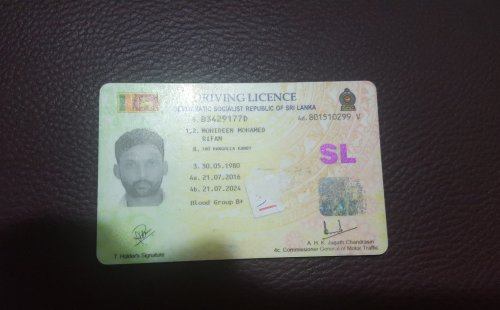 DRIVING LICENCE
DEMOCRATIC SOCIALIST REPUBLIC OF SRI LANKA
5.B3429177D 4d.801510299 V
1,2. MOHIDEEN MOHAMED
RIFAN
8. KANDY
SL
3. 30.05.1980
4a. 21.07.2016
4b. 21.07.2024
Blood Group B+
7. Holder's Signature
A. H. K. Jagath Chandrasiri
4c. Commissioner General of Motor Traffic